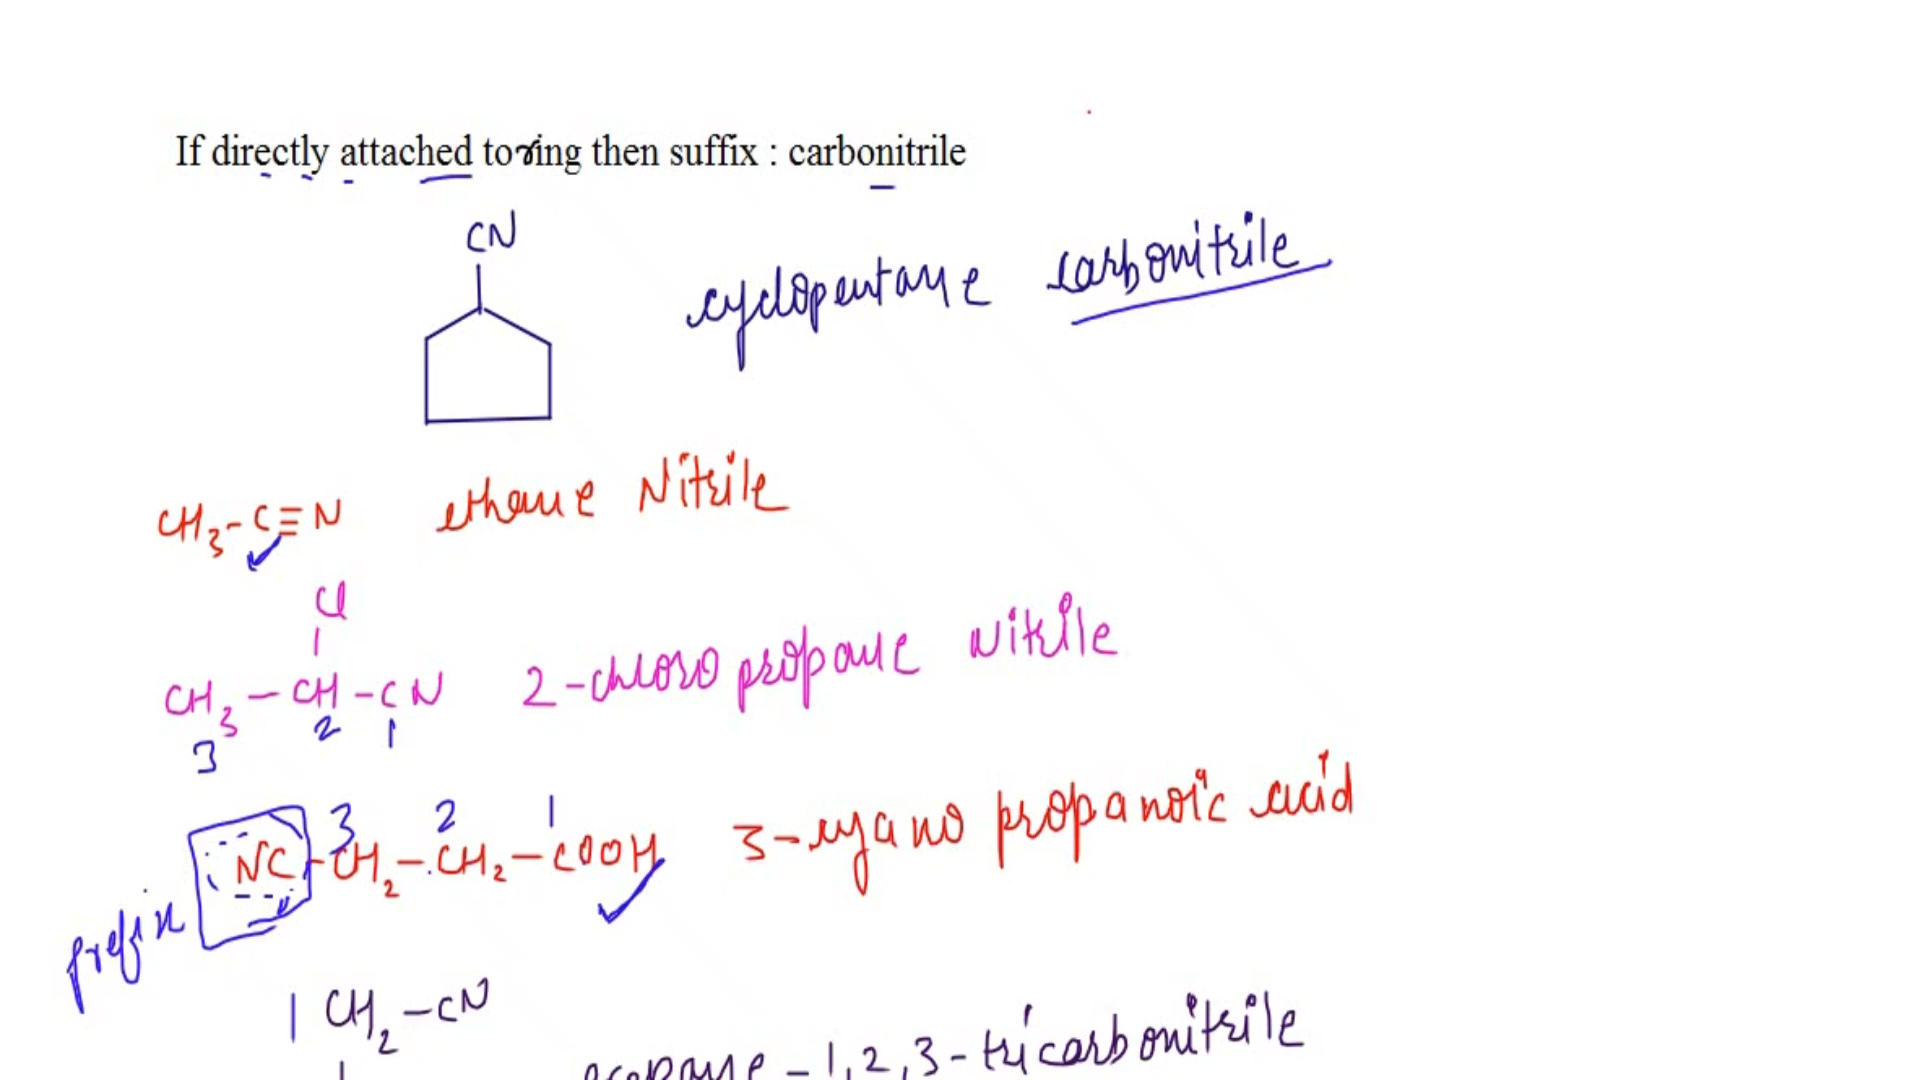 If directly attached to ring then suffix : carbonitrile
CN
cyclopentane carbonitrile
CH3-C≡N ethane Nitrile
Cl
CH3-CH-CN 2-chloro propane Nitrile
3 2 1
3 2 1
NC-CH2-CH2-COOH 3-cyano propanoic acid
prefix
1 CH2-CN
propane-1,2,3-tricarbonitrile